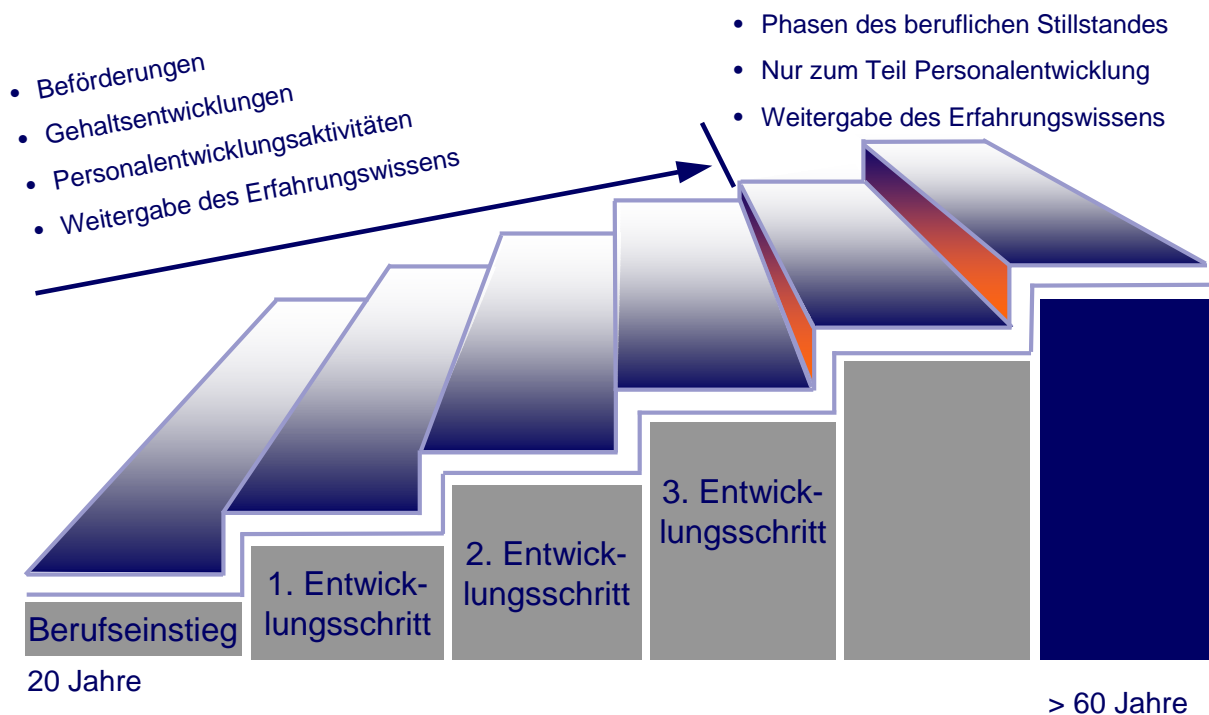 • Beförderungen
• Gehaltsentwicklungen
• Personalentwicklungsaktivitäten
• Weitergabe des Erfahrungswissens
• Phasen des beruflichen Stillstandes
• Nur zum Teil Personalentwicklung
• Weitergabe des Erfahrungswissens
Berufseinstieg
1. Entwick-
lungsschritt
2. Entwick-
lungsschritt
3. Entwick-
lungsschritt
20 Jahre
> 60 Jahre